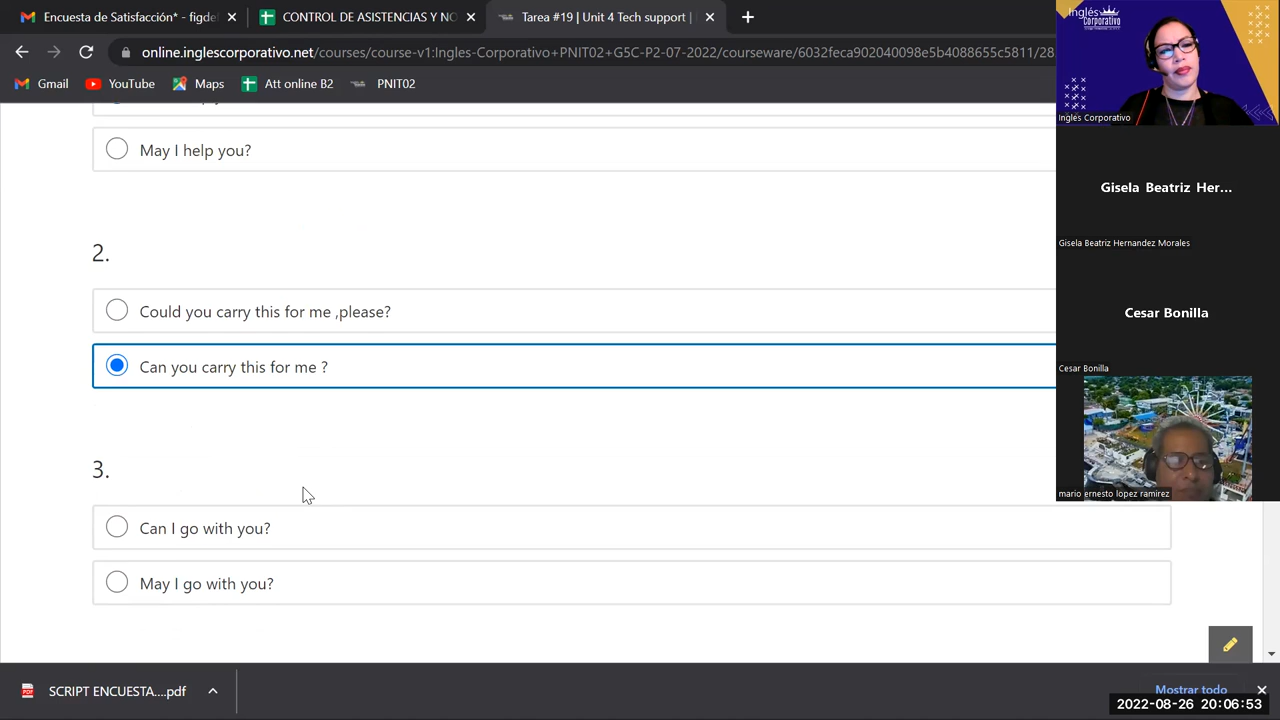 Encuesta de Satisfacción* - figdef
CONTROL DE ASISTENCIAS Y NO
Tarea #19 | Unit 4 Tech support |
online.inglescorporativo.net/courses/course-v1:Ingles-corporativo+PNIT02+G5C-P2-07-2022/courseware/6032feca90204009
Gmail
YouTube
Maps
Att online B2
PNIT02
May I help you?
2.
Could you carry this for me ,please?
Can you carry this for me ?
3.
Can I go with you?
May I go with you?
Inglés
Corporativo
Inglés Corporativo
Gisela Beatriz Her...
Gisela Beatriz Hernandez Morales
Cesar Bonilla
Cesar Bonilla
mario ernesto lopez ramirez
SCRIPT ENCUESTA....pdf
Mostrar todo
2022-08-26 20:06:53